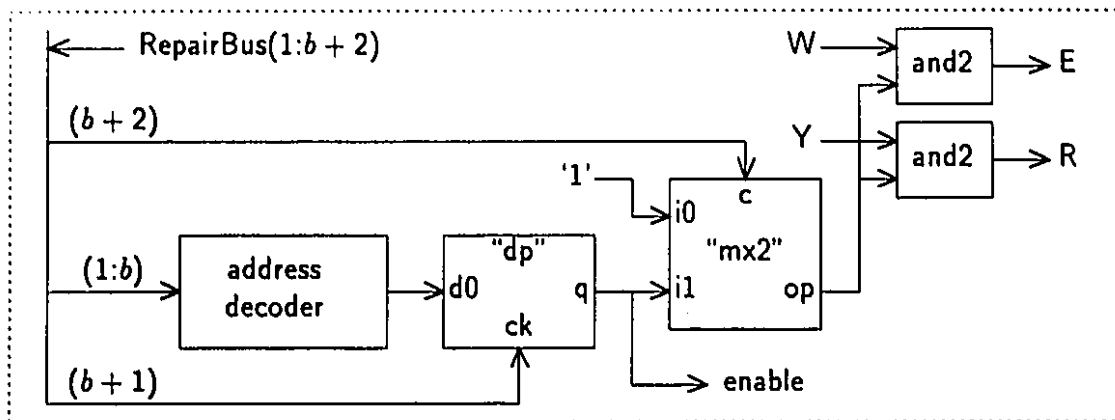 RepairBus(1:b + 2)
W
and2
E
(b + 2)
Y
and2
R
'1'
c
i0
"mx2"
(1:b)
address
decoder
"dp"
d0
q
ck
i1
op
(b + 1)
enable